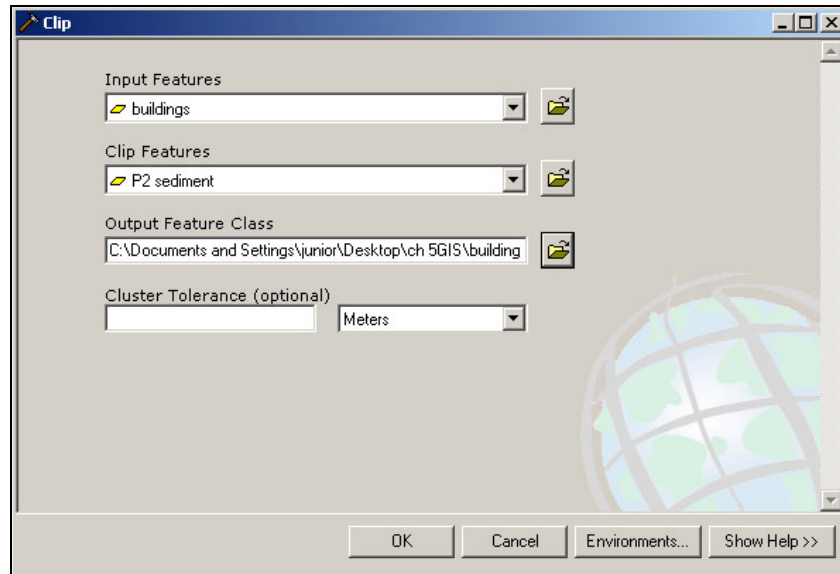 Clip
Input Features
buildings
Clip Features
P2 sediment
Output Feature Class
C:\Documents and Settings\junior\Desktop\ch 5GIS\building
Cluster Tolerance (optional)
Meters
OK Cancel Environments... Show Help >>